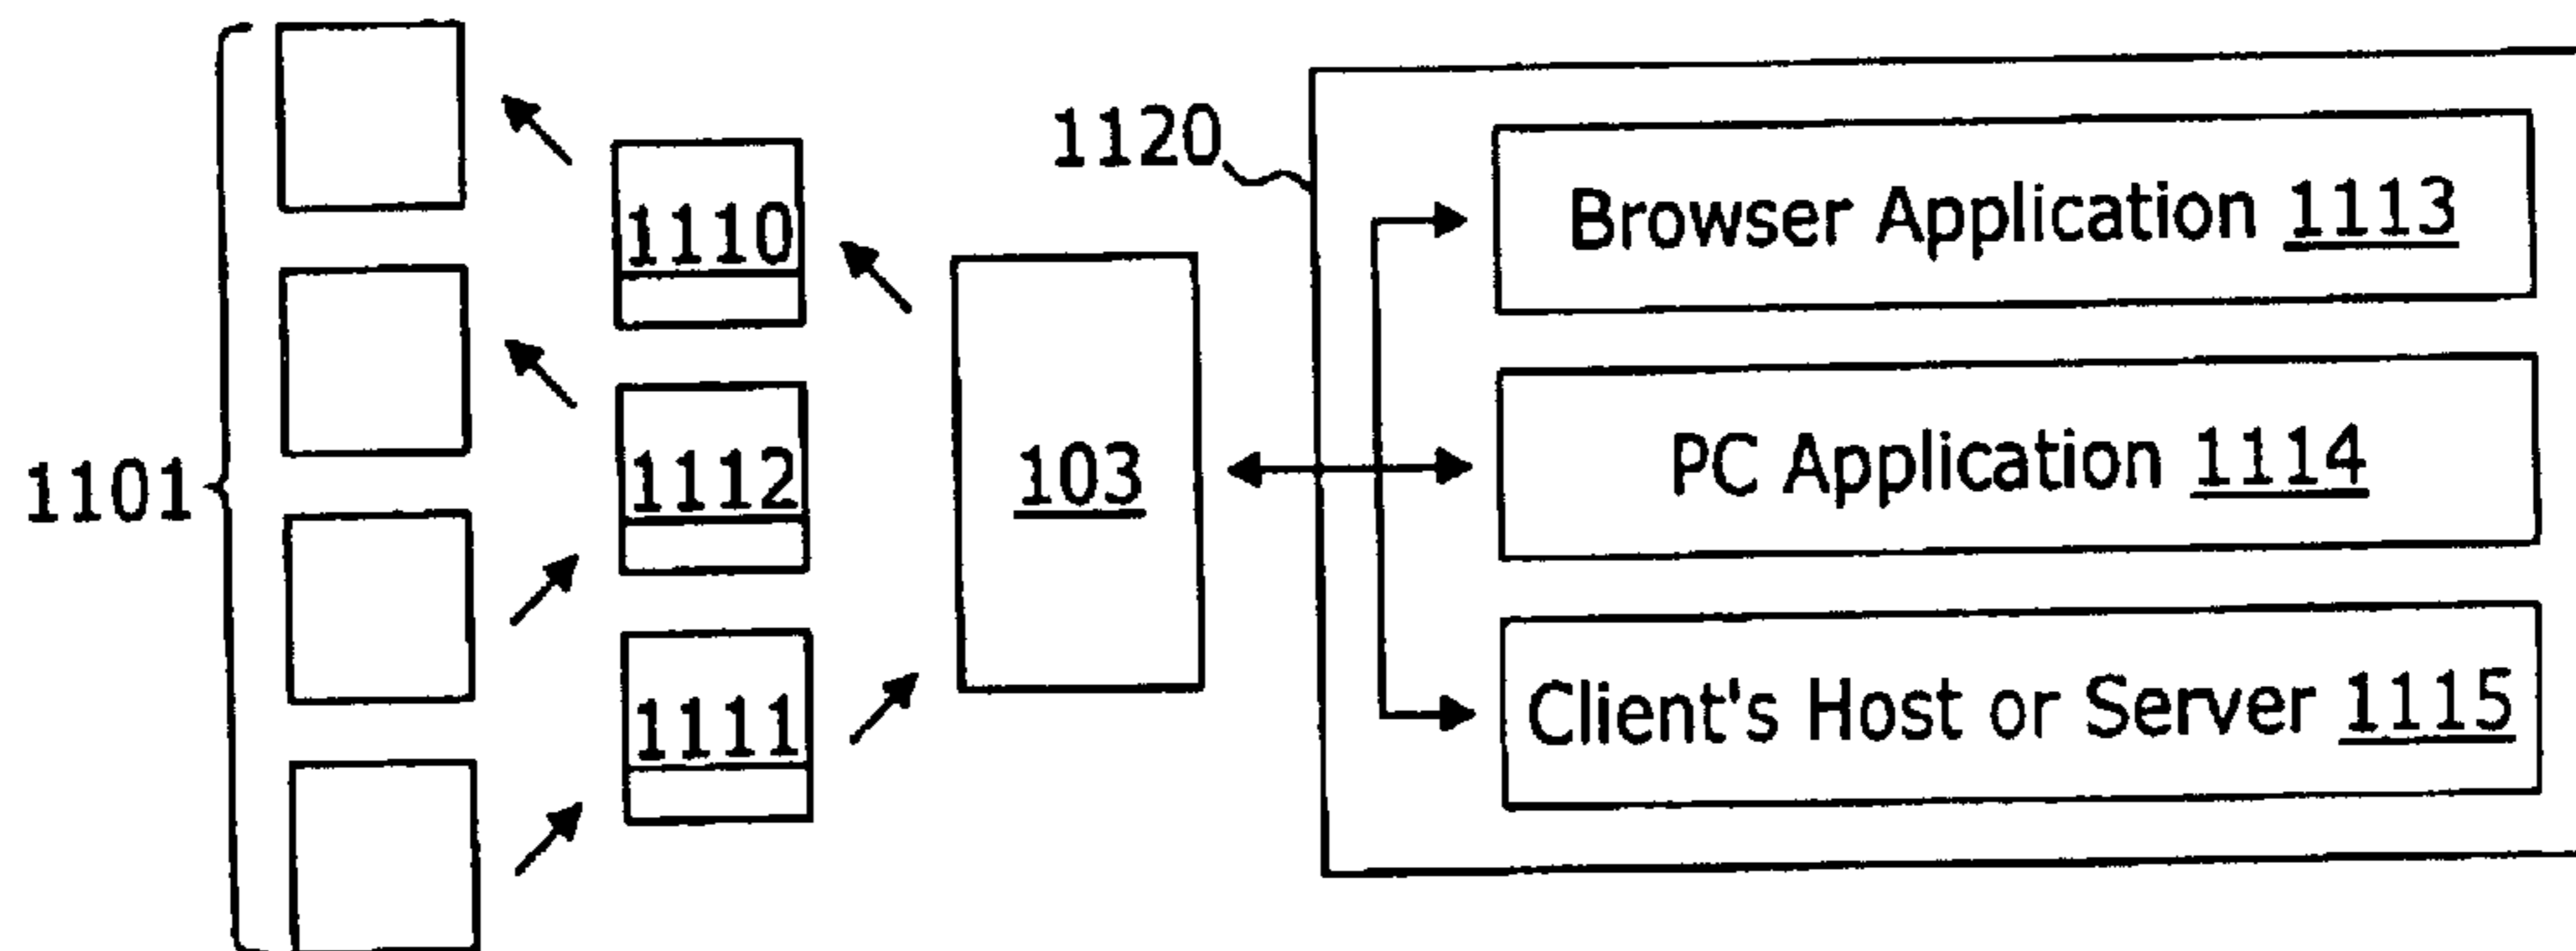 1101
1110
1112
1111
103
1120
Browser Application 1113
PC Application 1114
Client's Host or Server 1115